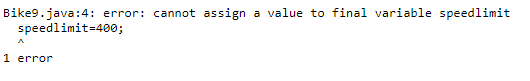 Bike9.java:4: error: cannot assign a value to final variable speedlimit
  speedlimit=400;
  ^
1 error